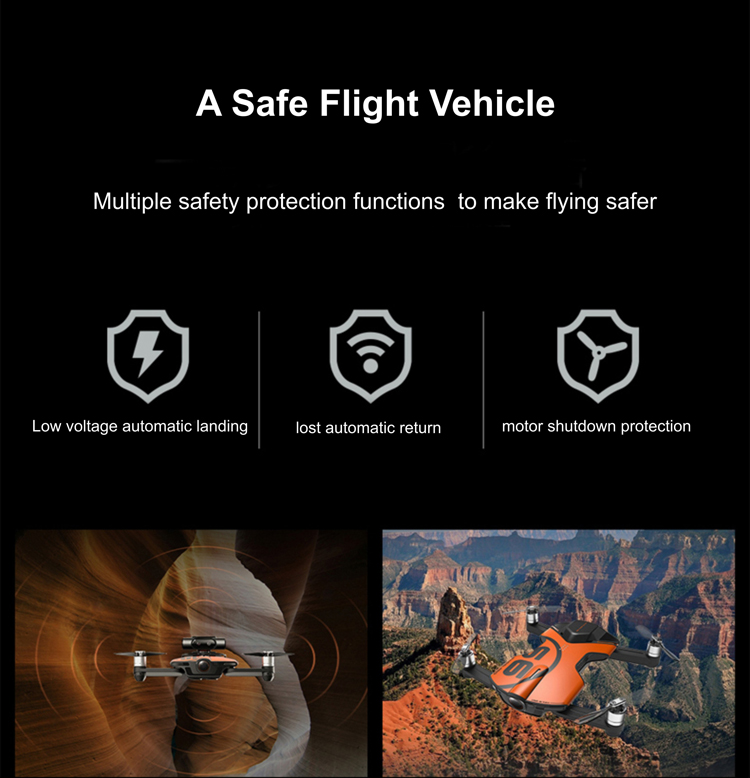 A Safe Flight Vehicle
Multiple safety protection functions  to make flying safer
Low voltage automatic landing
lost automatic return
motor shutdown protection